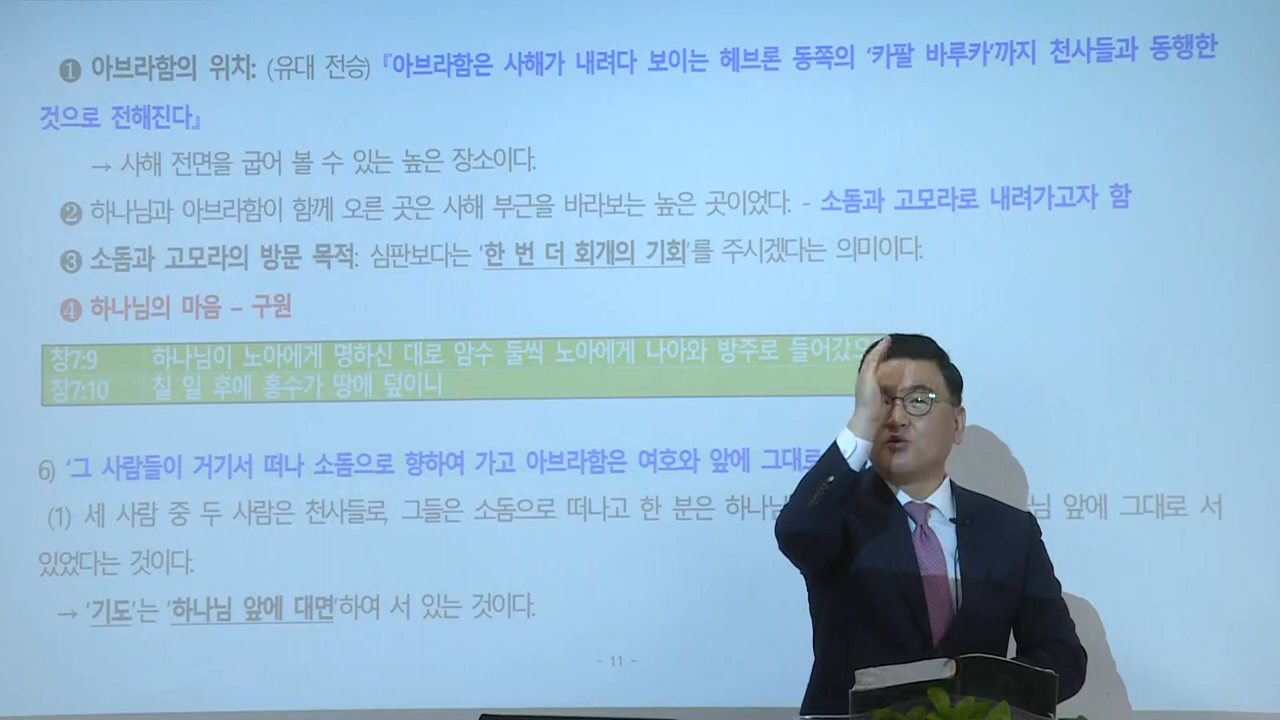 ❶ 아브라함의 위치: (유대 전승) 『아브라함은 사해가 내려다 보이는 헤브론 동쪽의 ‘카팔 바루카’까지 천사들과 동행한
것으로 전해진다』
→ 사해 전면을 굽어 볼 수 있는 높은 장소이다.
❷ 하나님과 아브라함이 함께 오른 곳은 사해 부근을 바라보는 높은 곳이었다. - 소돔과 고모라로 내려가고자 함
❸ 소돔과 고모라의 방문 목적: 심판보다는 ‘한 번 더 회개의 기회’를 주시겠다는 의미이다.
❹ 하나님의 마음 – 구원
창7:9 하나님이 노아에게 명하신 대로 암수 둘씩 노아에게 나아와 방주로 들어갔으
창7:10 칠 일 후에 홍수가 땅에 덮이니
6) ‘그 사람들이 거기서 떠나 소돔으로 향하여 가고 아브라함은 여호와 앞에 그대로
(1) 세 사람 중 두 사람은 천사들로, 그들은 소돔으로 떠나고 한 분은 하나님 앞에 그대로 서
있었다는 것이다.
→ ‘기도’는 ‘하나님 앞에 대면’하여 서 있는 것이다.
- 11 -